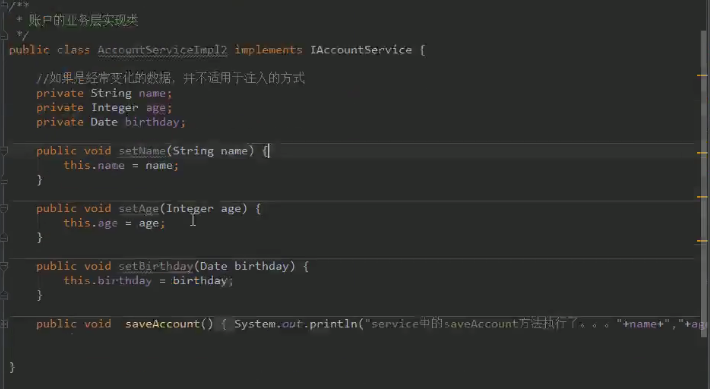 /**
* 账户的业务层实现类
*/
public class AccountServiceImpl2 implements IAccountService {
//如果是经常变化的数据，并不适用于注入的方式
private String name;
private Integer age;
private Date birthday;
public void setName(String name) {
this.name = name;
}
public void setAge(Integer age) {
this.age = age;
}
public void setBirthday(Date birthday) {
this.birthday = birthday;
}
public void saveAccount() { System.out.println("service中的saveAccount方法执行了。。。"+name+","+ag
}